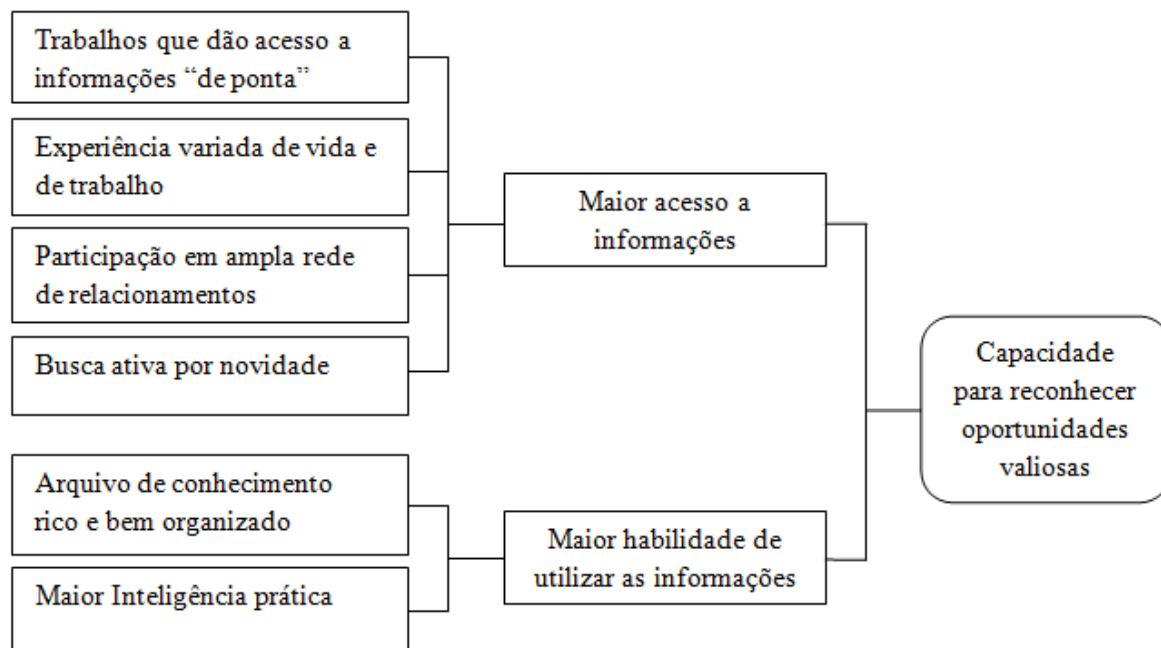 Trabalhos que dão acesso a
informações “de ponta”
Experiência variada de vida e
de trabalho
Participação em ampla rede
de relacionamentos
Busca ativa por novidade
Arquivo de conhecimento
rico e bem organizado
Maior Inteligência prática
Maior acesso a
informações
Maior habilidade de
utilizar as informações
Capacidade
para reconhecer
oportunidades
valiosas